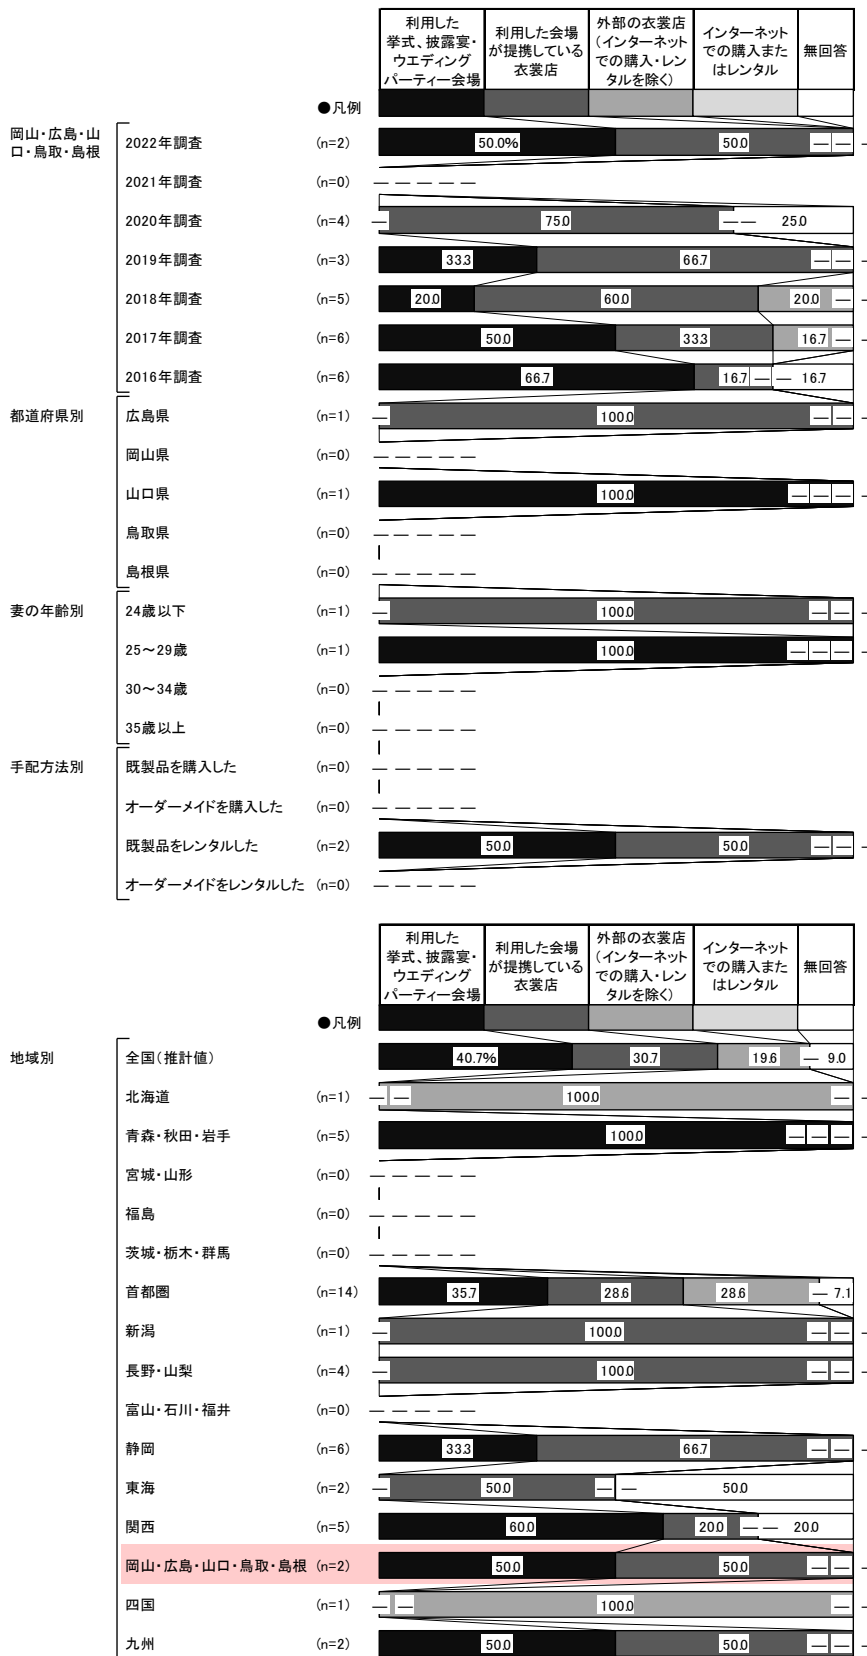 利用した
挙式、披露宴・
ウエディング
パーティー会場
利用した会場
が提携している
衣裳店
外部の衣裳店
(インターネット
での購入・レン
タルを除く)
インターネット
での購入また
はレンタル
無回答
●凡例
岡山・広島・山
口・鳥取・島根
2022年調査 (n=2) 50.0% 50.0 — — —
2021年調査 (n=0) — — — — —
2020年調査 (n=4) — 75.0 — — 25.0
2019年調査 (n=3) 33.3 66.7 — — —
2018年調査 (n=5) 20.0 60.0 20.0 — —
2017年調査 (n=6) 50.0 33.3 16.7 — —
2016年調査 (n=6) 66.7 16.7 — — 16.7
都道府県別
広島県 (n=1) — 100.0 — — —
岡山県 (n=0) — — — — —
山口県 (n=1) 100.0 — — — —
鳥取県 (n=0) — — — — —
島根県 (n=0) — — — — —
妻の年齢別
24歳以下 (n=1) — 100.0 — — —
25～29歳 (n=1) 100.0 — — — —
30～34歳 (n=0) — — — — —
35歳以上 (n=0) — — — — —
手配方法別
既製品を購入した (n=0) — — — — —
オーダーメイドを購入した (n=0) — — — — —
既製品をレンタルした (n=2) 50.0 50.0 — — —
オーダーメイドをレンタルした (n=0) — — — — —
利用した
挙式、披露宴・
ウエディング
パーティー会場
利用した会場
が提携している
衣裳店
外部の衣裳店
(インターネット
での購入・レン
タルを除く)
インターネット
での購入また
はレンタル
無回答
●凡例
地域別
全国(推計値) 40.7% 30.7 19.6 — 9.0
北海道 (n=1) — — 100.0 — —
青森・秋田・岩手 (n=5) 100.0 — — — —
宮城・山形 (n=0) — — — — —
福島 (n=0) — — — — —
茨城・栃木・群馬 (n=0) — — — — —
首都圏 (n=14) 35.7 28.6 28.6 — 7.1
新潟 (n=1) — 100.0 — — —
長野・山梨 (n=4) — 100.0 — — —
富山・石川・福井 (n=0) — — — — —
静岡 (n=6) 33.3 66.7 — — —
東海 (n=2) — 50.0 — — 50.0
関西 (n=5) 60.0 20.0 — — 20.0
岡山・広島・山口・鳥取・島根 (n=2) 50.0 50.0 — — —
四国 (n=1) — — 100.0 — —
九州 (n=2) 50.0 50.0 — — —